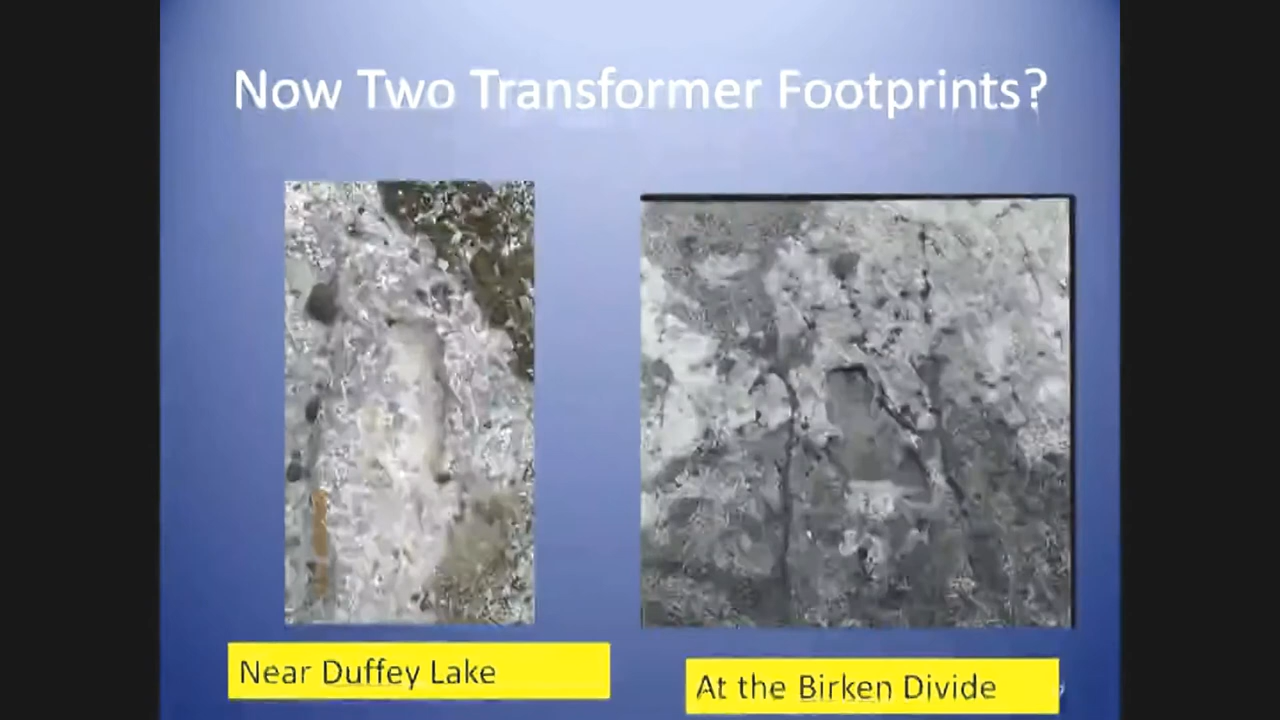 Now Two Transformer Footprints?
Near Duffey Lake
At the Birken Divide